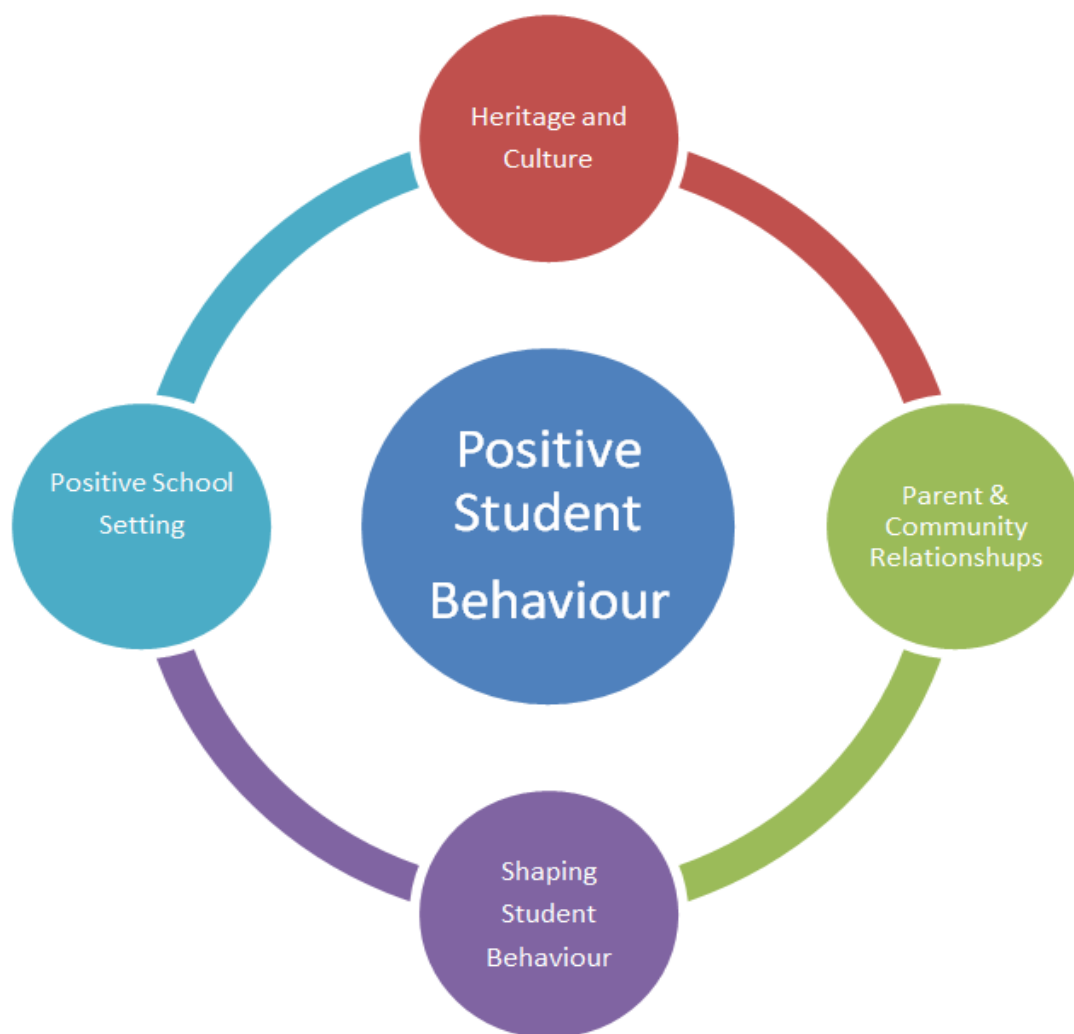 Heritage and
Culture
Positive School
Setting
Positive
Student
Behaviour
Parent &
Community
Relationshups
Shaping
Student
Behaviour